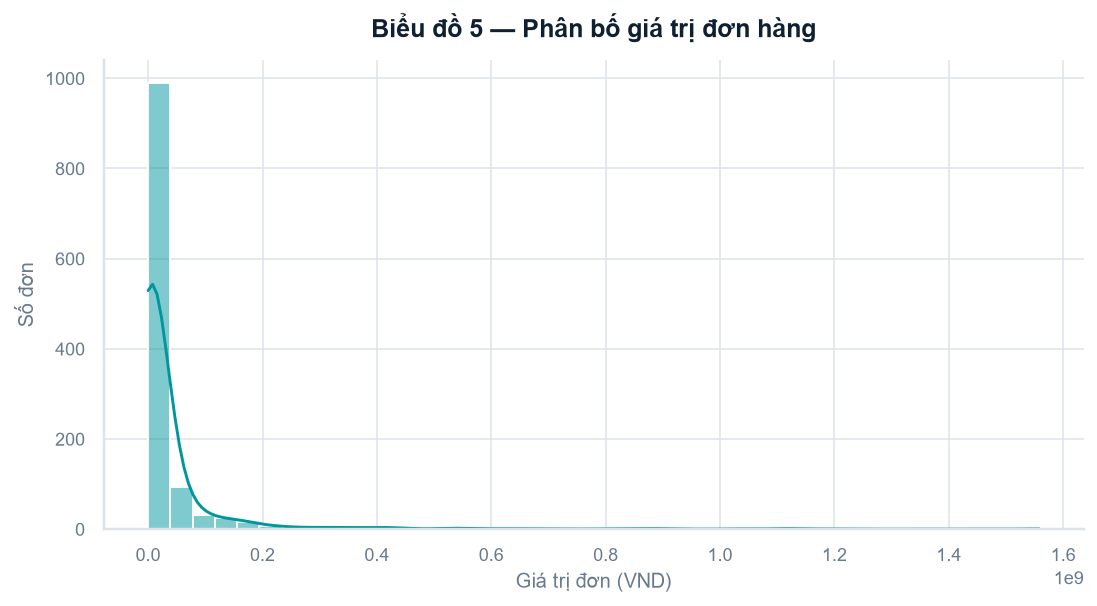 Biểu đồ 5 — Phân bố giá trị đơn hàng
Số đơn
1000
800
600
400
200
0
0.0 0.2 0.4 0.6 0.8 1.0 1.2 1.4 1.6
1e9
Giá trị đơn (VND)